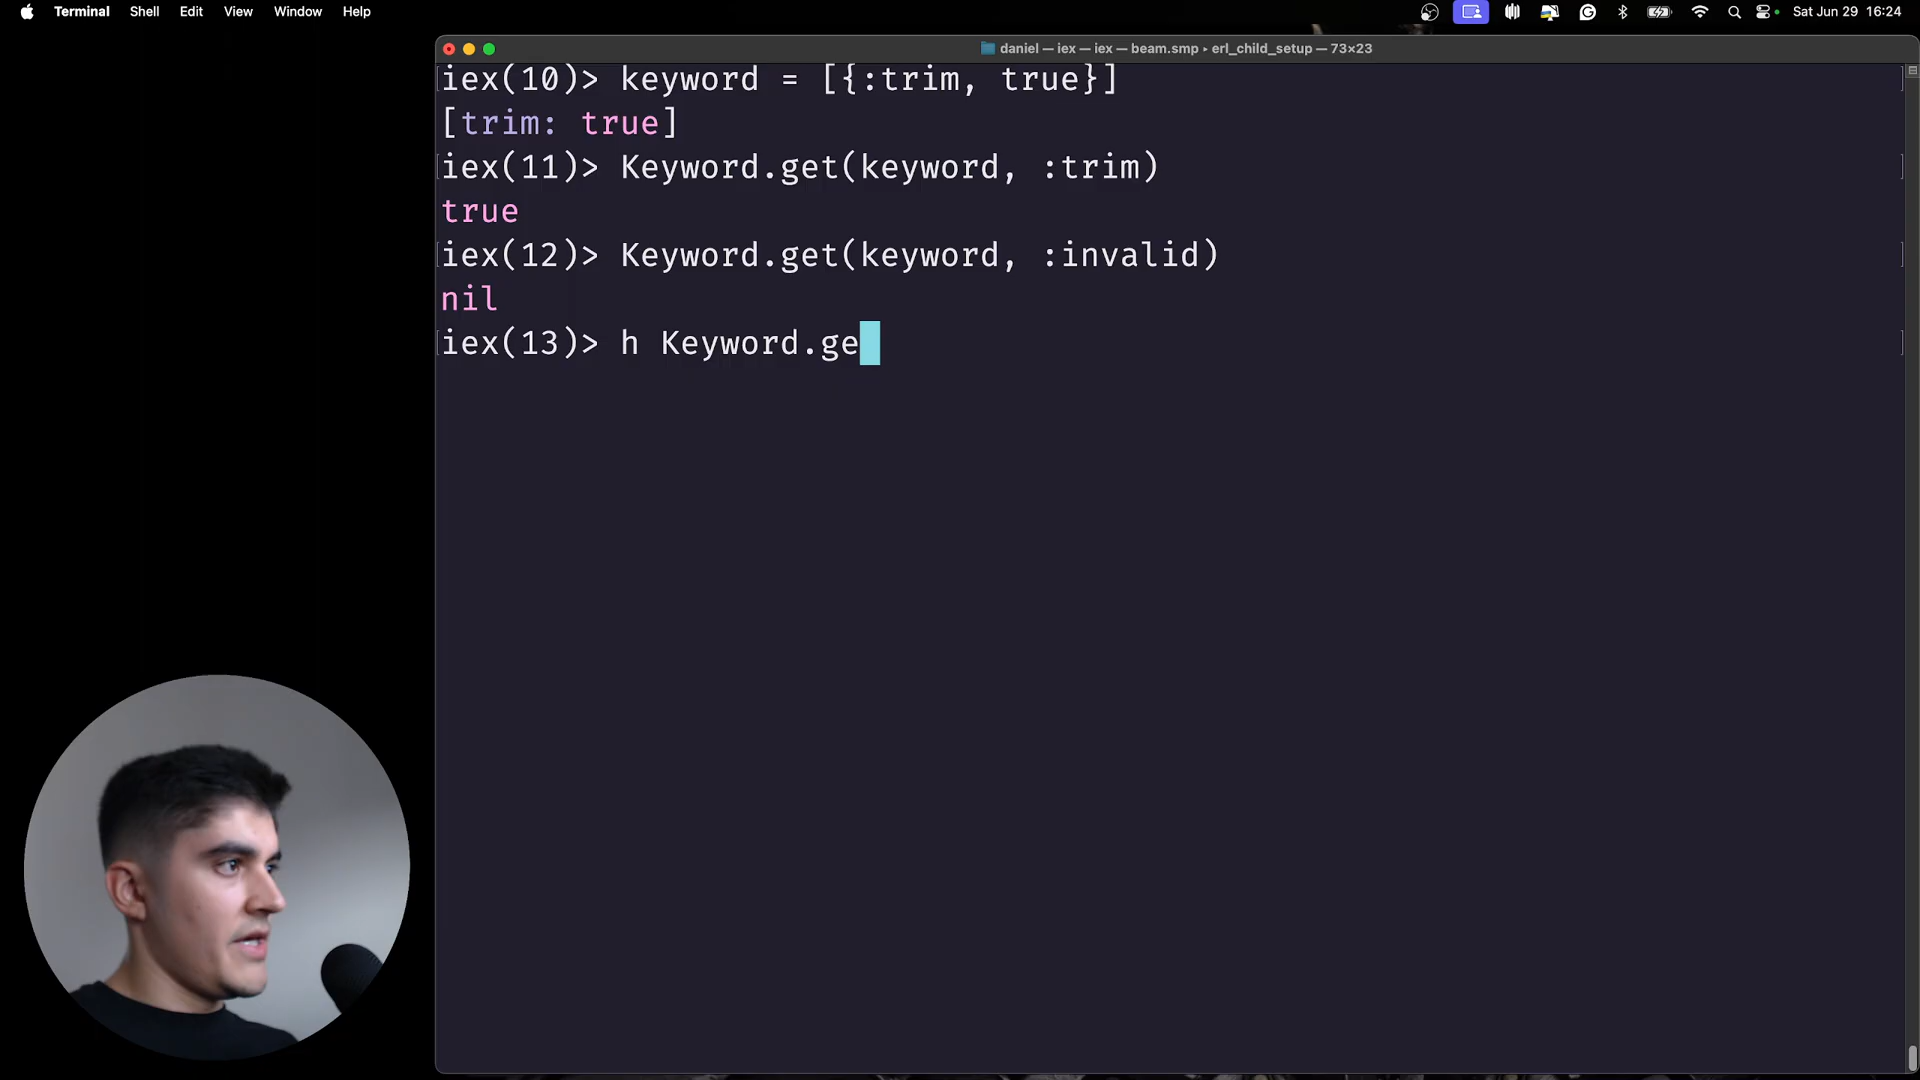 Terminal Shell Edit View Window Help Sat Jun 29 16:24
daniel — iex — iex — beam.smp ▸ erl_child_setup — 73×23
iex(10)> keyword = [{:trim, true}]
[trim: true]
iex(11)> Keyword.get(keyword, :trim)
true
iex(12)> Keyword.get(keyword, :invalid)
nil
iex(13)> h Keyword.ge